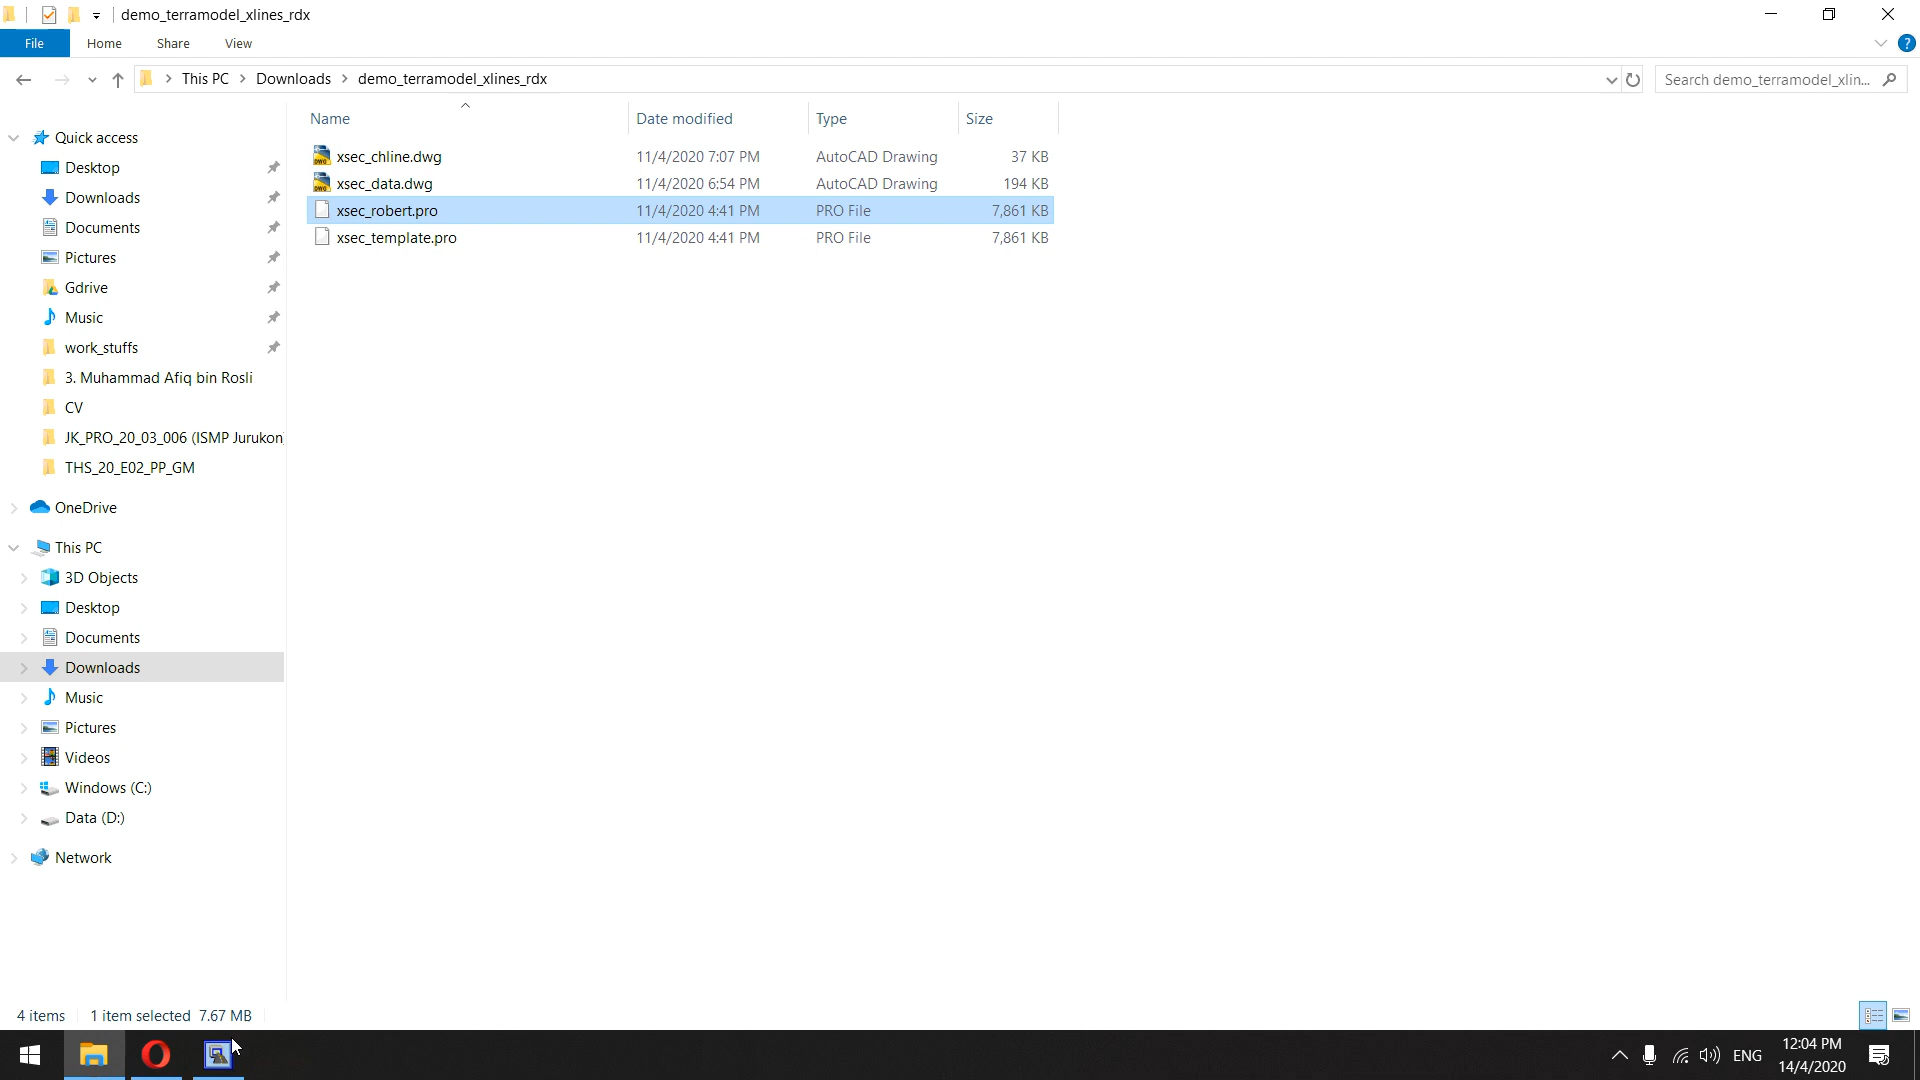 demo_terramodel_xlines_rdx
File Home Share View
This PC Downloads demo_terramodel_xlines_rdx
Search demo_terramodel_xlin...
Name Date modified Type Size
xsec_chline.dwg 11/4/2020 7:07 PM AutoCAD Drawing 37 KB
xsec_data.dwg 11/4/2020 6:54 PM AutoCAD Drawing 194 KB
xsec_robert.pro 11/4/2020 4:41 PM PRO File 7,861 KB
xsec_template.pro 11/4/2020 4:41 PM PRO File 7,861 KB
Quick access
Desktop
Downloads
Documents
Pictures
Gdrive
Music
work_stuffs
3. Muhammad Afiq bin Rosli
CV
JK_PRO_20_03_006 (ISMP Jurukon
THS_20_E02_PP_GM
OneDrive
This PC
3D Objects
Desktop
Documents
Downloads
Music
Pictures
Videos
Windows (C:)
Data (D:)
Network
4 items 1 item selected 7.67 MB
ENG
12:04 PM
14/4/2020